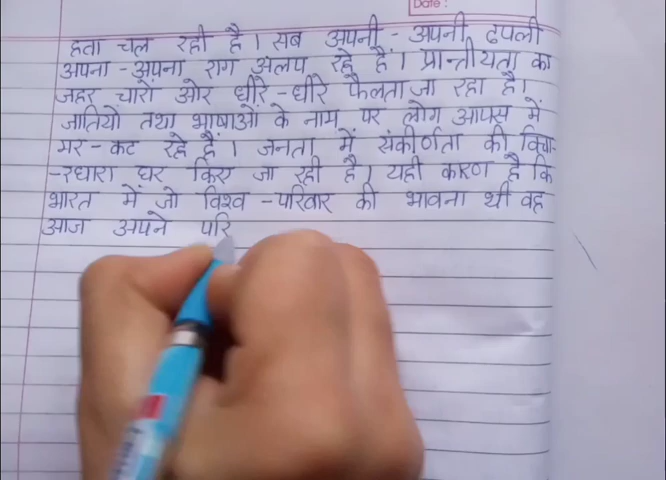 Date :
हता चल रही है। सब अपनी - अपनी ढपली
अपना - अपना राग अलाप रहे हैं। प्रान्तीयता का
जहर चारों ओर धीरे - धीरे फैलता जा रहा है।
जातियों तथा भाषाओं के नाम पर लोग आपस में
मर - कट रहे हैं। जनता में संकीर्णता की विचा-
-रधारा घर किए जा रही है। यही कारण है कि
भारत में जो विश्व - परिवार की भावना थी वह
आज अपने परि